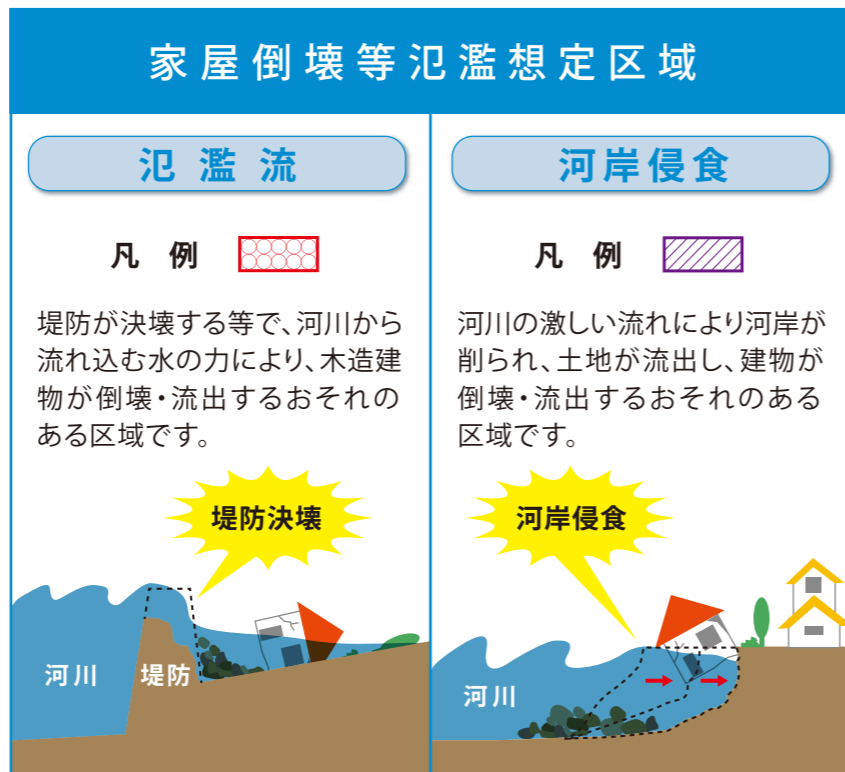 家屋倒壊等氾濫想定区域
氾濫流
凡例
堤防が決壊する等で、河川から
流れ込む水の力により、木造建
物が倒壊・流出するおそれの
ある区域です。
堤防決壊
河川
堤防
河岸侵食
凡例
河川の激しい流れにより河岸が
削られ、土地が流出し、建物が
倒壊・流出するおそれのある
区域です。
河岸侵食
河川